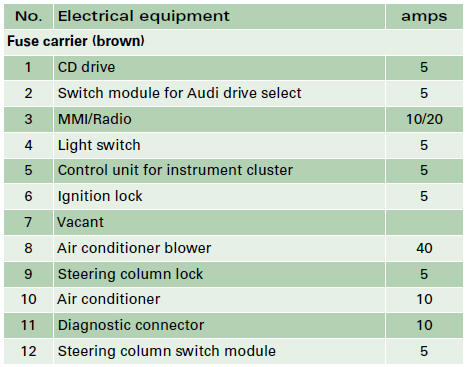 No. Electrical equipment amps
Fuse carrier (brown)
1 CD drive 5
2 Switch module for Audi drive select 5
3 MMI/Radio 10/20
4 Light switch 5
5 Control unit for instrument cluster 5
6 Ignition lock 5
7 Vacant
8 Air conditioner blower 40
9 Steering column lock 5
10 Air conditioner 10
11 Diagnostic connector 10
12 Steering column switch module 5